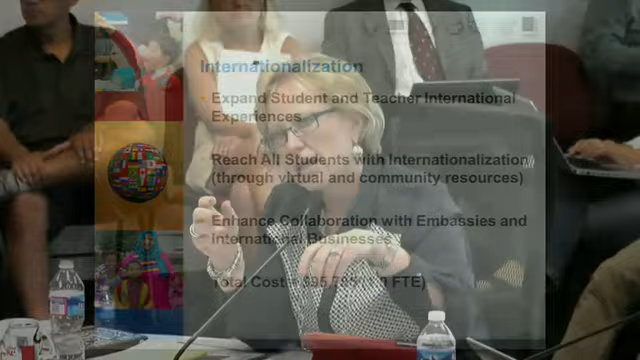 Internationalization
• Expand Student and Teacher International
Experiences
Reach All Students with Internationalization
(through virtual and community resources)
Enhance Collaboration with Embassies and
International Businesses
Total Cost FTE)